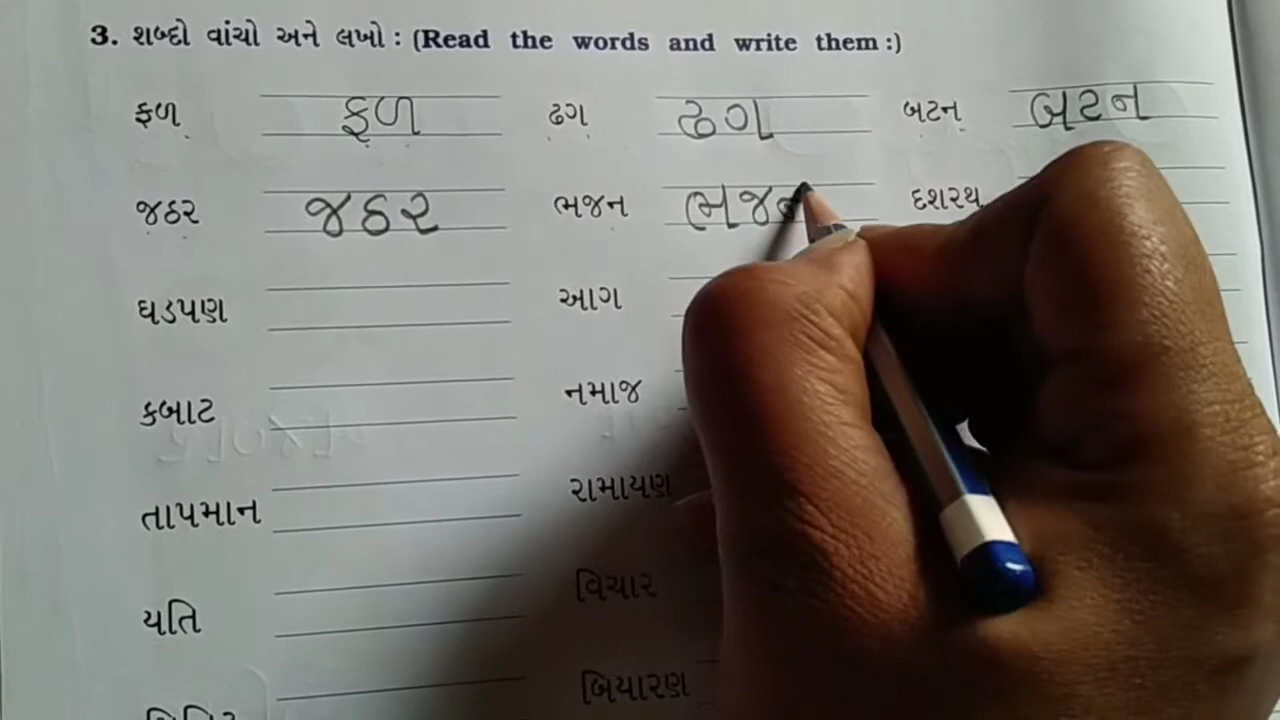 3. શબ્દો વાંચો અને લખો : (Read the words and write them :)
ફળ ફળ ઢગ ઢગ બટન બટન
જઠર જઠર ભજન ભજન દશરથ
ઘડપણ આગ
કબાટ નમાજ
તાપમાન રામાયણ
યતિ વિચાર
બિયારણ